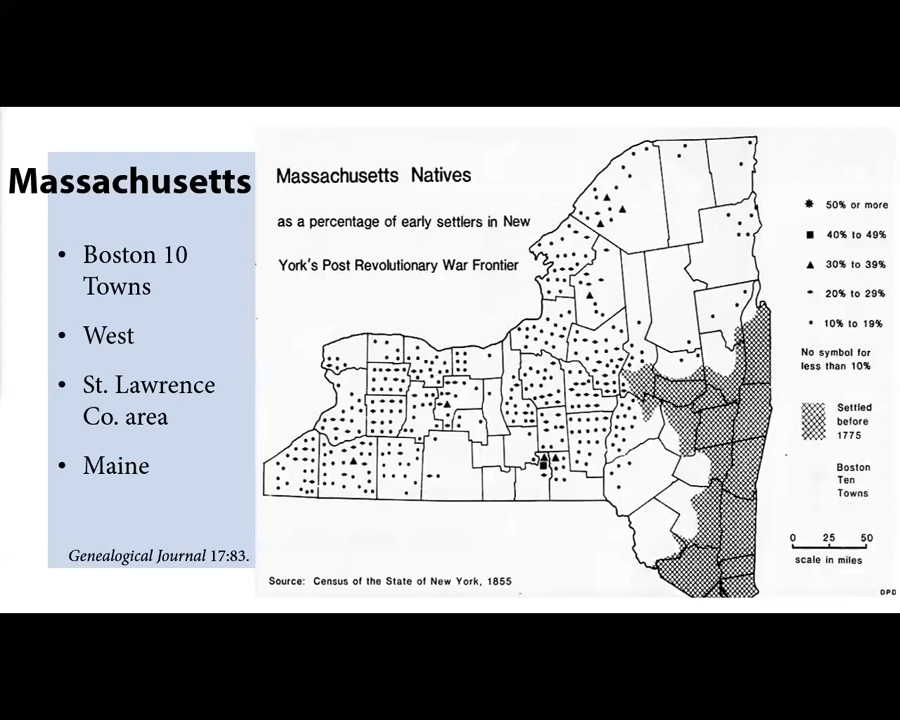 Massachusetts
• Boston 10
Towns
• West
• St. Lawrence
Co. area
• Maine
Genealogical Journal 17:83.
Massachusetts Natives
as a percentage of early settlers in New
York's Post Revolutionary War Frontier
50% or more
40% to 49%
30% to 39%
20% to 29%
10% to 19%
No symbol for
less than 10%
Settled
before
1775
Boston
Ten
Towns
0 25 50
scale in miles
Source: Census of the State of New York, 1855
DPD